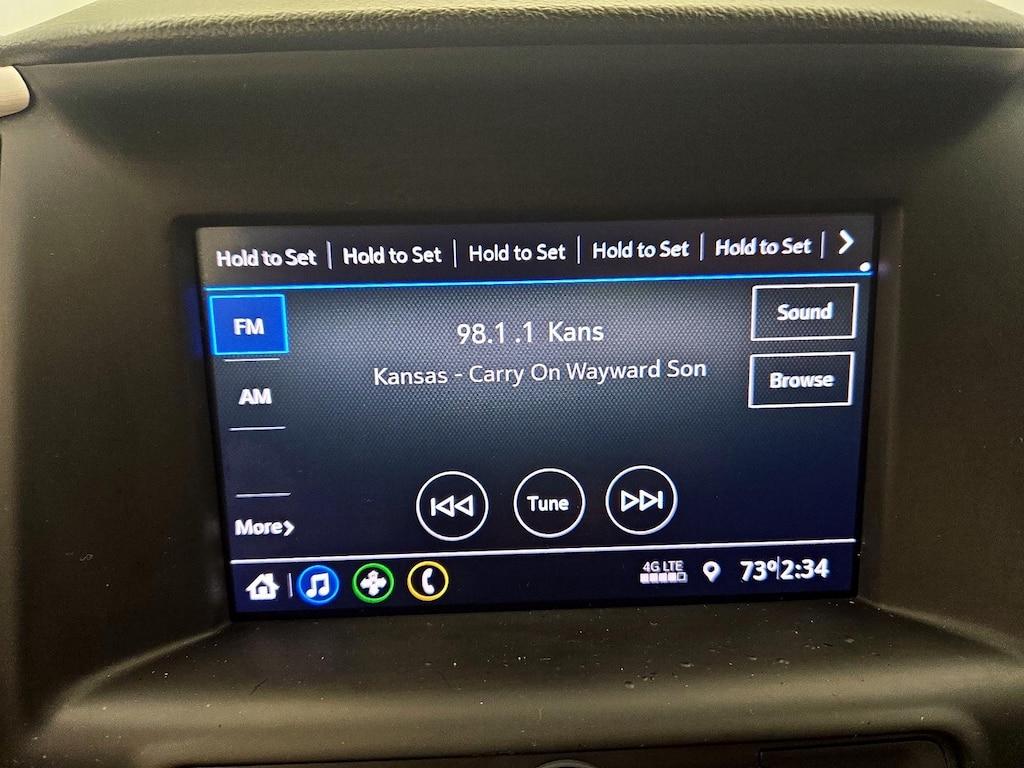 Hold to Set | Hold to Set | Hold to Set | Hold to Set | Hold to Set |
FM
98.1 .1 Kans
Sound
Kansas - Carry On Wayward Son
Browse
AM
Tune
More
4G LTE
73° 2:34